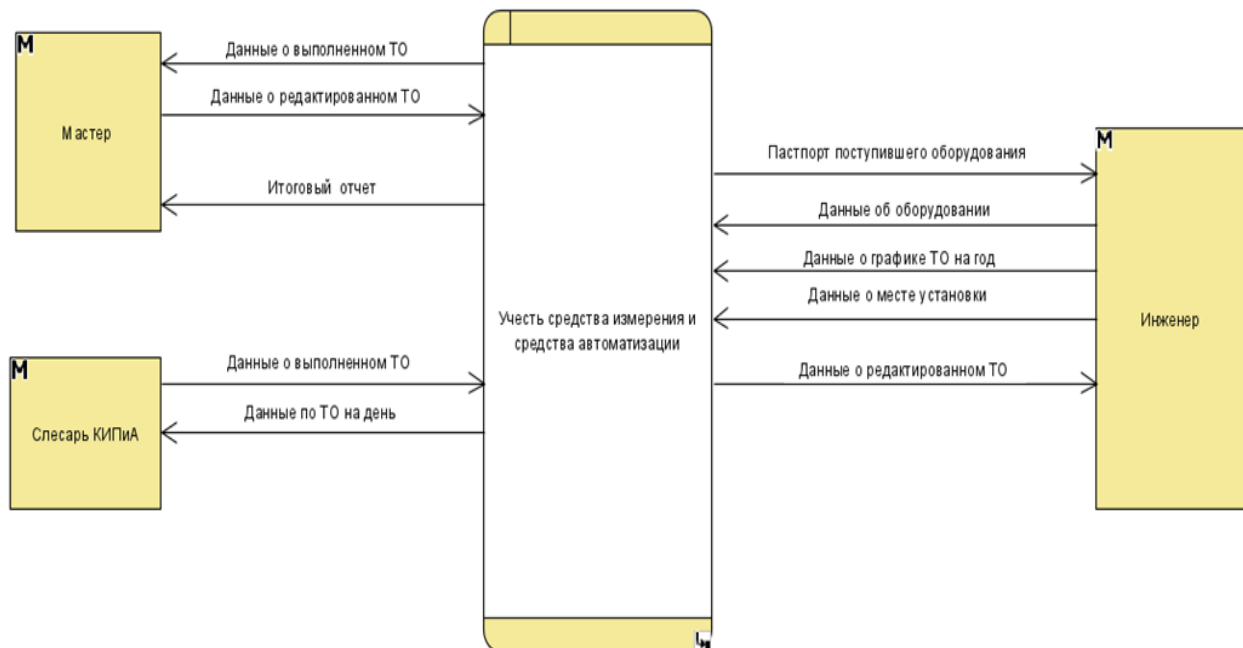 М
Мастер
Данные о выполненном ТО
Данные о редактированном ТО
Итоговый отчет
М
Слесарь КИПиА
Данные о выполненном ТО
Данные по ТО на день
Учесть средства измерения и
средства автоматизации
Пастпорт поступившего оборудования
Данные об оборудовании
Данные о графике ТО на год
Данные о месте установки
Данные о редактированном ТО
М
Инженер